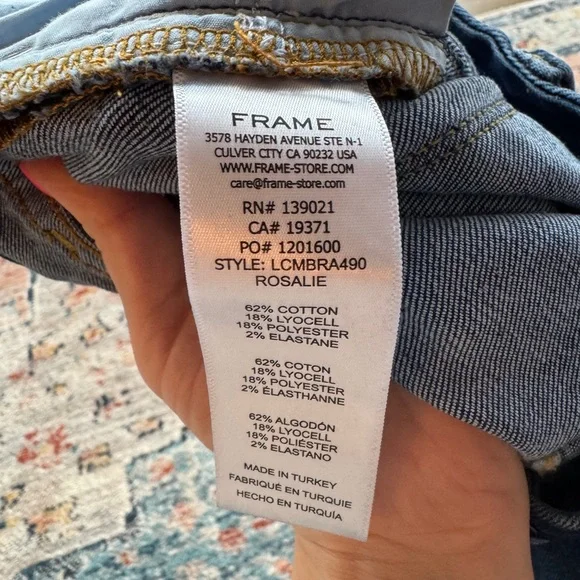 FRAME
3578 HAYDEN AVENUE STE N-1
CULVER CITY CA 90232 USA
WWW.FRAME-STORE.COM
care@frame-store.com
RN# 139021
CA# 19371
PO# 1201600
STYLE: LCMBRA490
ROSALIE
62% COTTON
18% LYOCELL
18% POLYESTER
2% ELASTANE
62% COTON
18% LYOCELL
18% POLYESTER
2% ÉLASTHANNE
62% ALGODÓN
18% LYOCELL
18% POLIÉSTER
2% ELASTANO
MADE IN TURKEY
FABRIQUÉ EN TURQUIE
HECHO EN TURQUÍA